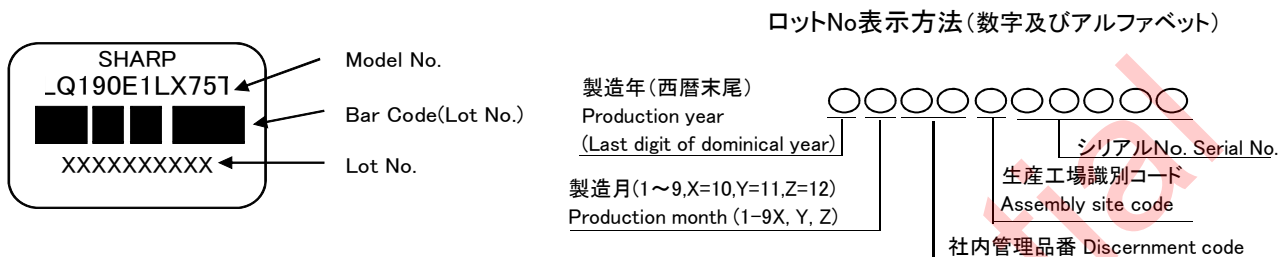 SHARP
_Q190E1LX75T
XXXXXXXXXX
Model No.
Bar Code(Lot No.)
Lot No.
ロットNo表示方法(数字及びアルファベット)
製造年(西暦末尾)
Production year
(Last digit of dominical year)
製造月(1～9,X=10,Y=11,Z=12)
Production month (1-9X, Y, Z)
シリアルNo. Serial No.
生産工場識別コード
Assembly site code
社内管理品番 Discernment code
tial